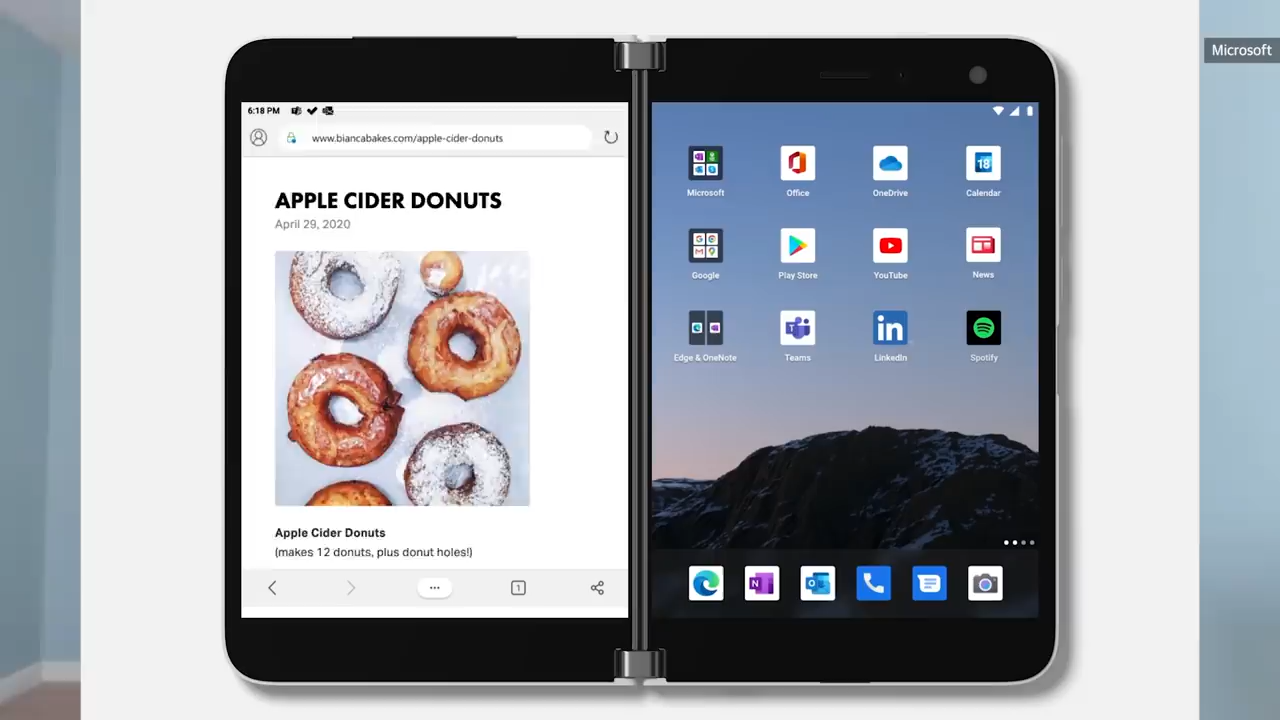 Microsoft
6:18 PM
www.biancabakes.com/apple-cider-donuts
APPLE CIDER DONUTS
April 29, 2020
Apple Cider Donuts
(makes 12 donuts, plus donut holes!)
1
Microsoft
Office
OneDrive
18
Calendar
Google
Play Store
YouTube
News
Edge & OneNote
Teams
in
LinkedIn
Spotify